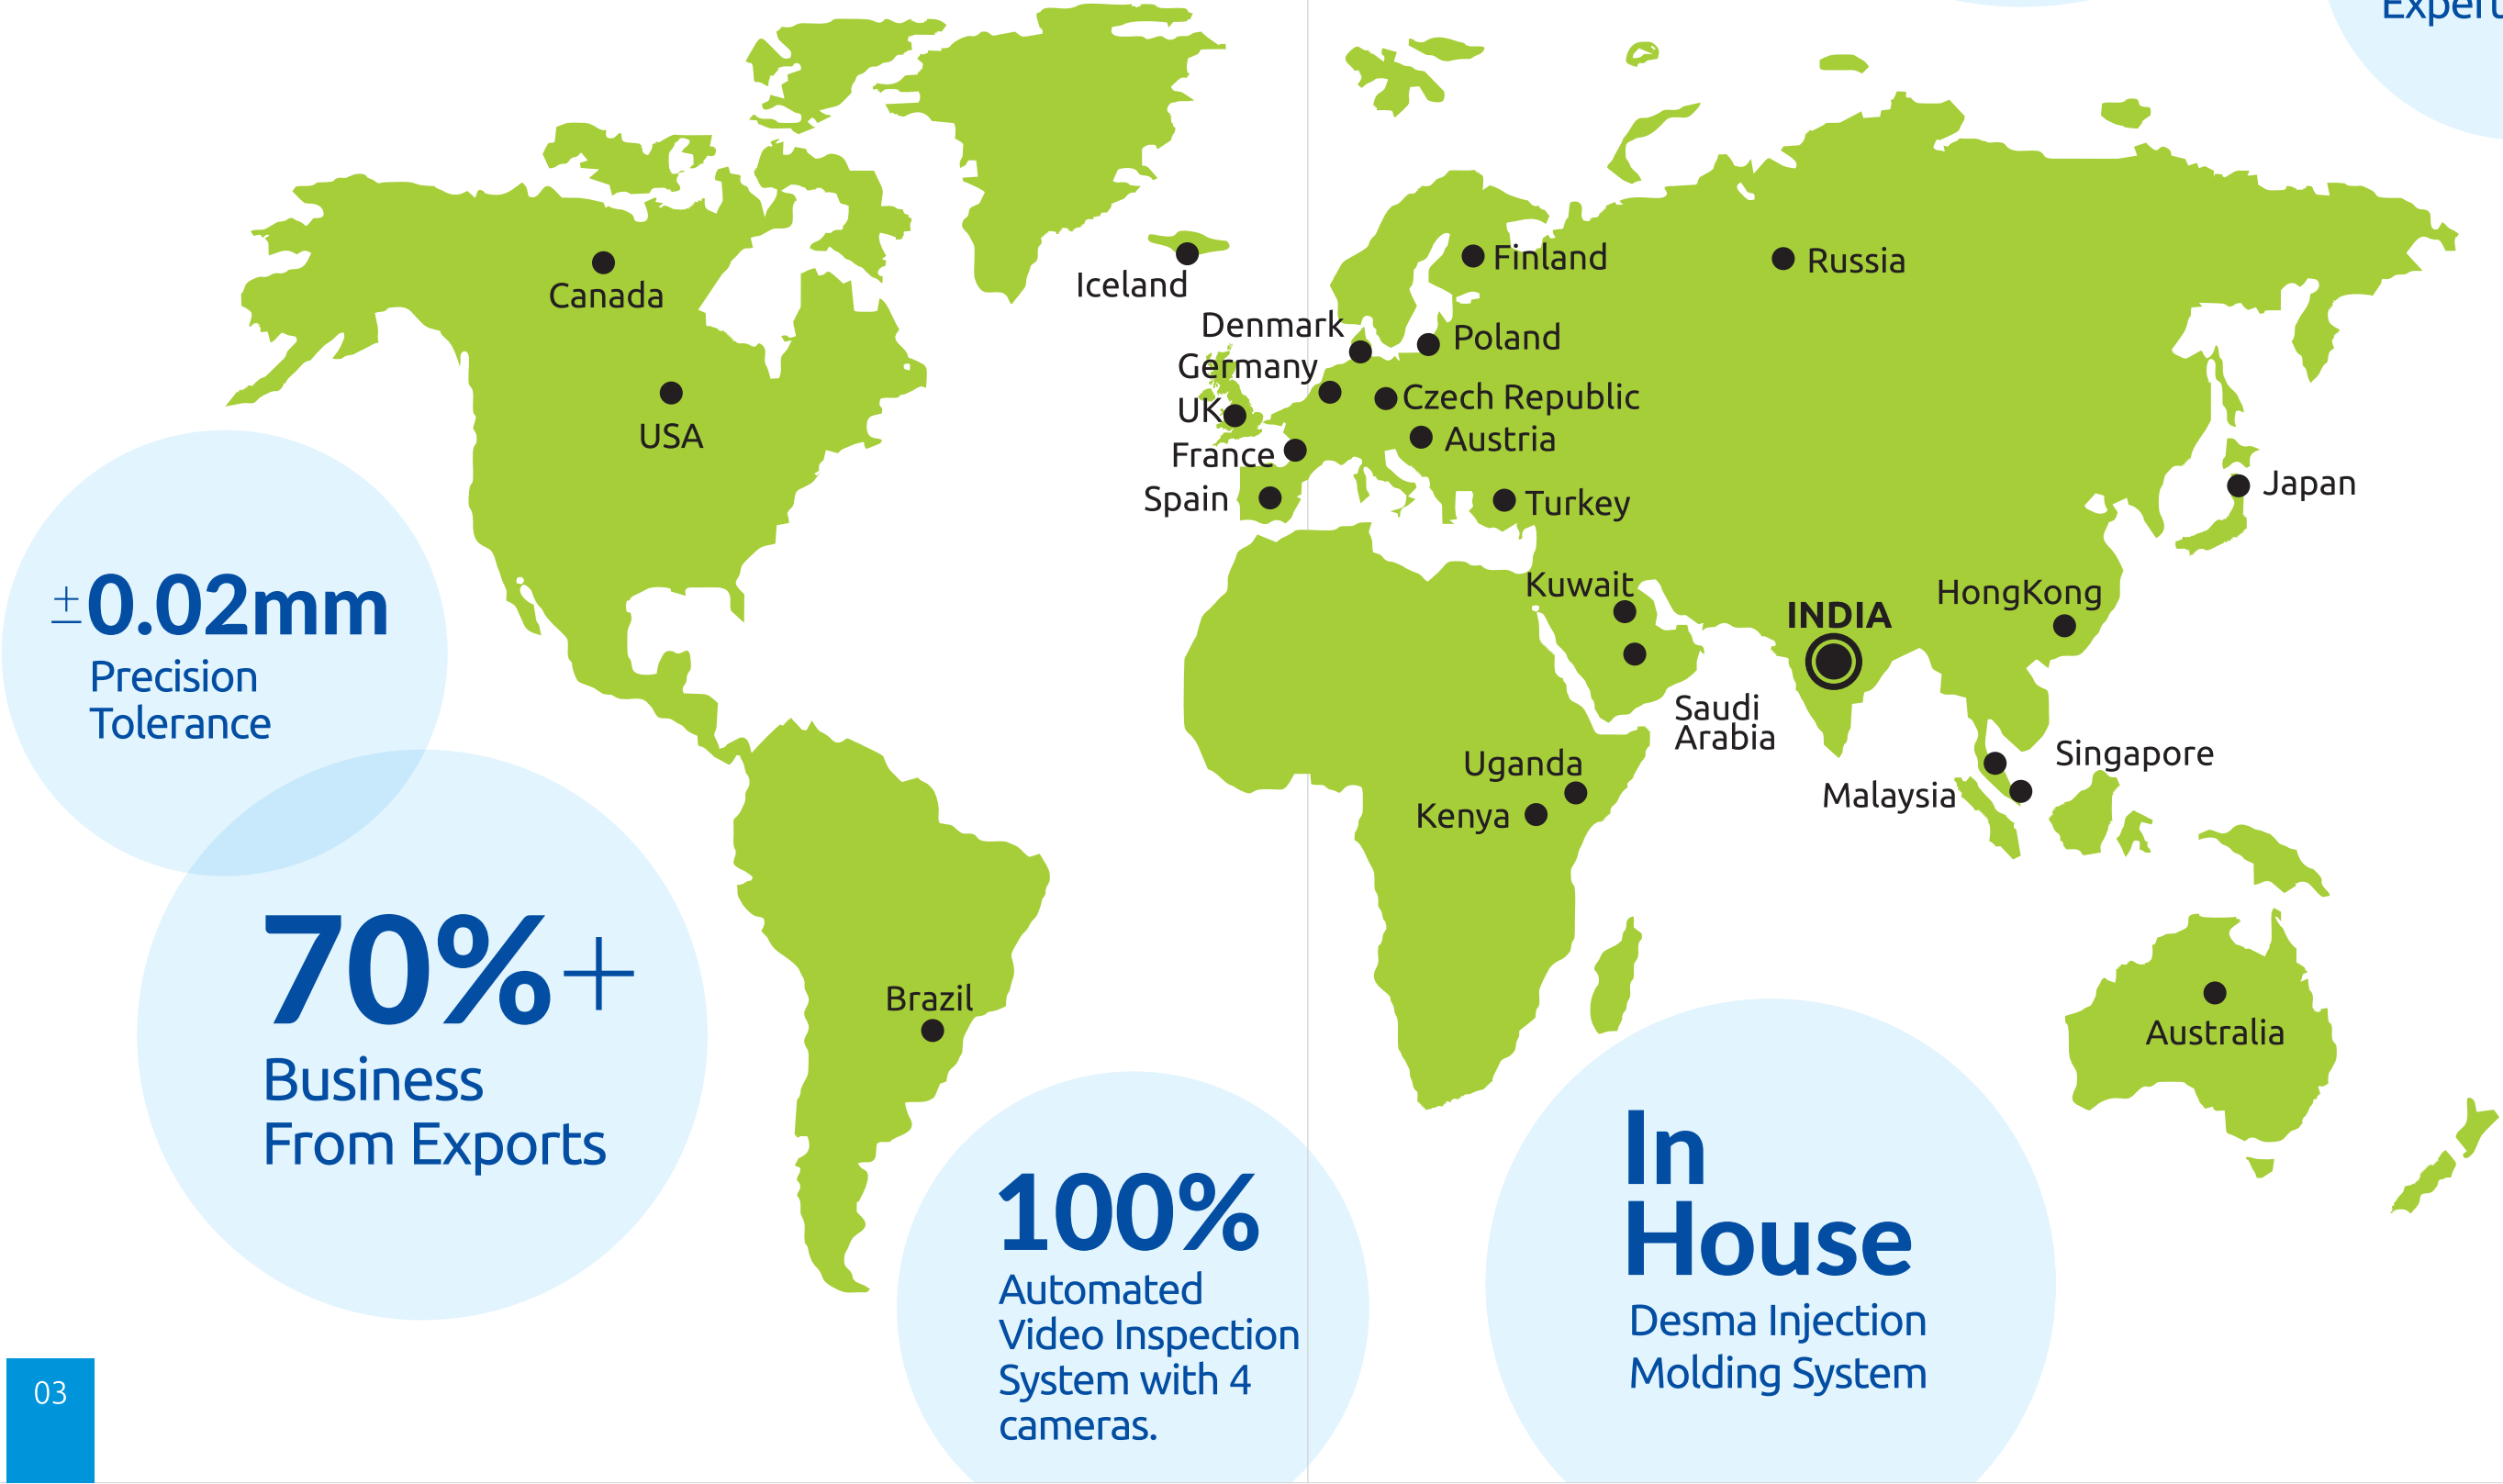 Canada
USA
Iceland
Finland
Russia
Denmark
Poland
Germany
Czech Republic
UK
Austria
France
Spain
Turkey
Japan
Kuwait
INDIA
HongKong
Saudi
Arabia
Uganda
Kenya
Singapore
Malaysia
Brazil
Australia
±0.02mm
Precision
Tolerance
70%+
Business
From Exports
100%
Automated
Video Inspection
System with 4
cameras.
In
House
Desma Injection
Molding System
03